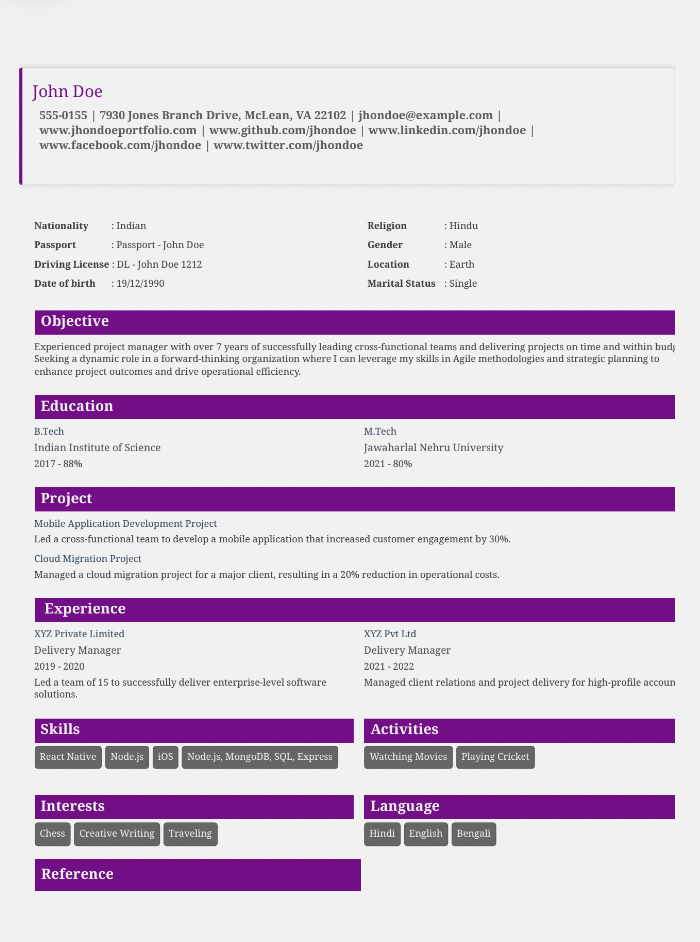 John Doe
555-0155 | 7930 Jones Branch Drive, McLean, VA 22102 | jhondoe@example.com |
www.jhondoeportfolio.com | www.github.com/jhondoe | www.linkedin.com/jhondoe |
www.facebook.com/jhondoe | www.twitter.com/jhondoe
Nationality : Indian
Religion : Hindu
Passport : Passport - John Doe
Gender : Male
Driving License : DL - John Doe 1212
Location : Earth
Date of birth : 19/12/1990
Marital Status : Single
Objective
Experienced project manager with over 7 years of successfully leading cross-functional teams and delivering projects on time and within
Seeking a dynamic role in a forward-thinking organization where I can leverage my skills in Agile methodologies and strategic planning to
enhance project outcomes and drive operational efficiency.
Education
B.Tech
Indian Institute of Science
2017 - 88%
M.Tech
Jawaharlal Nehru University
2021 - 80%
Project
Mobile Application Development Project
Led a cross-functional team to develop a mobile application that increased customer engagement by 30%.
Cloud Migration Project
Managed a cloud migration project for a major client, resulting in a 20% reduction in operational costs.
Experience
XYZ Private Limited
Delivery Manager
2019 - 2020
Led a team of 15 to successfully deliver enterprise-level software
solutions.
XYZ Pvt Ltd
Delivery Manager
2021 - 2022
Managed client relations and project delivery for high-profile
Skills
React Native
Node.js
iOS
Node.js, MongoDB, SQL, Express
Activities
Watching Movies
Playing Cricket
Interests
Chess
Creative Writing
Traveling
Language
Hindi
English
Bengali
Reference